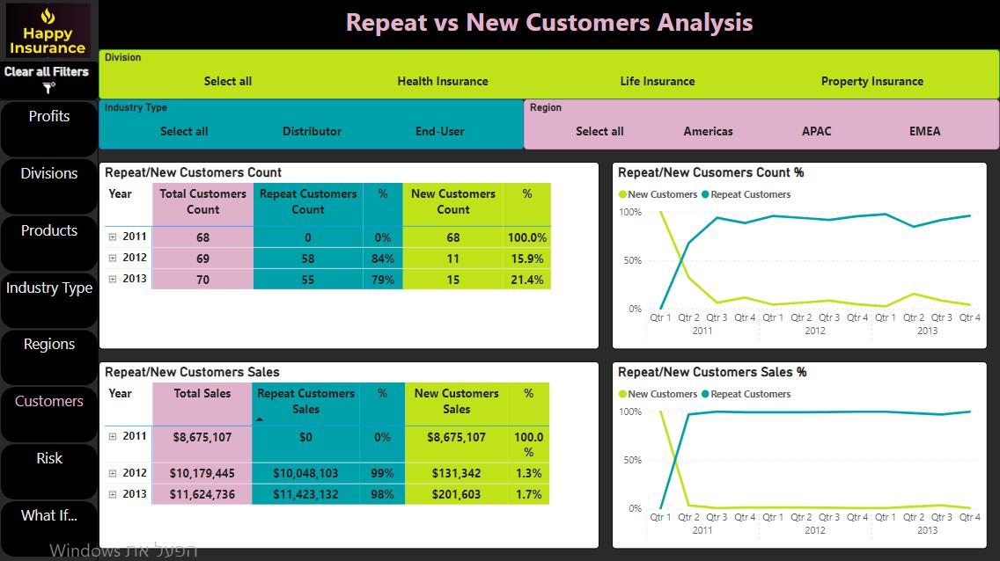 Happy
Insurance
Repeat vs New Customers Analysis
Clear all Filters
Division
Select all Health Insurance Life Insurance Property Insurance
Industry Type
Select all Distributor End-User
Region
Select all Americas APAC EMEA
Profits
Divisions
Products
Industry Type
Regions
Customers
Risk
What If...
Repeat/New Customers Count
Year Total Customers Count Repeat Customers Count % New Customers Count %
2011 68 0 0% 68 100.0%
2012 69 58 84% 11 15.9%
2013 70 55 79% 15 21.4%
Repeat/New Cusomers Count %
New Customers Repeat Customers
100%
50%
0%
Qtr 1 Qtr 2 Qtr 3 Qtr 4 Qtr 1 Qtr 2 Qtr 3 Qtr 4 Qtr 1 Qtr 2 Qtr 3 Qtr 4
2011 2012 2013
Repeat/New Customers Sales
Year Total Sales Repeat Customers Sales % New Customers Sales %
2011 $8,675,107 $0 0% $8,675,107 100.0%
2012 $10,179,445 $10,048,103 99% $131,342 1.3%
2013 $11,624,736 $11,423,132 98% $201,603 1.7%
Repeat/New Customers Sales %
New Customers Repeat Customers
100%
50%
0%
Qtr 1 Qtr 2 Qtr 3 Qtr 4 Qtr 1 Qtr 2 Qtr 3 Qtr 4 Qtr 1 Qtr 2 Qtr 3 Qtr 4
2011 2012 2013
הפעל את Windows